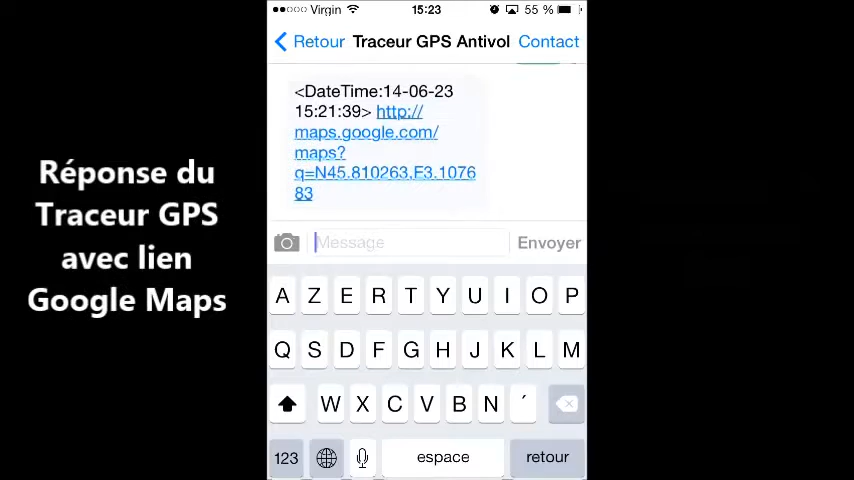 Virgin 15:23 55 %
Retour Traceur GPS Antivol Contact
<DateTime:14-06-23
15:21:39> http://
maps.google.com/
maps?
q=N45.810263,E3.1076
83
Réponse du
Traceur GPS
avec lien
Google Maps
Message Envoyer
A Z E R T Y U I O P
Q S D F G H J K L M
W X C V B N ´
123 espace retour